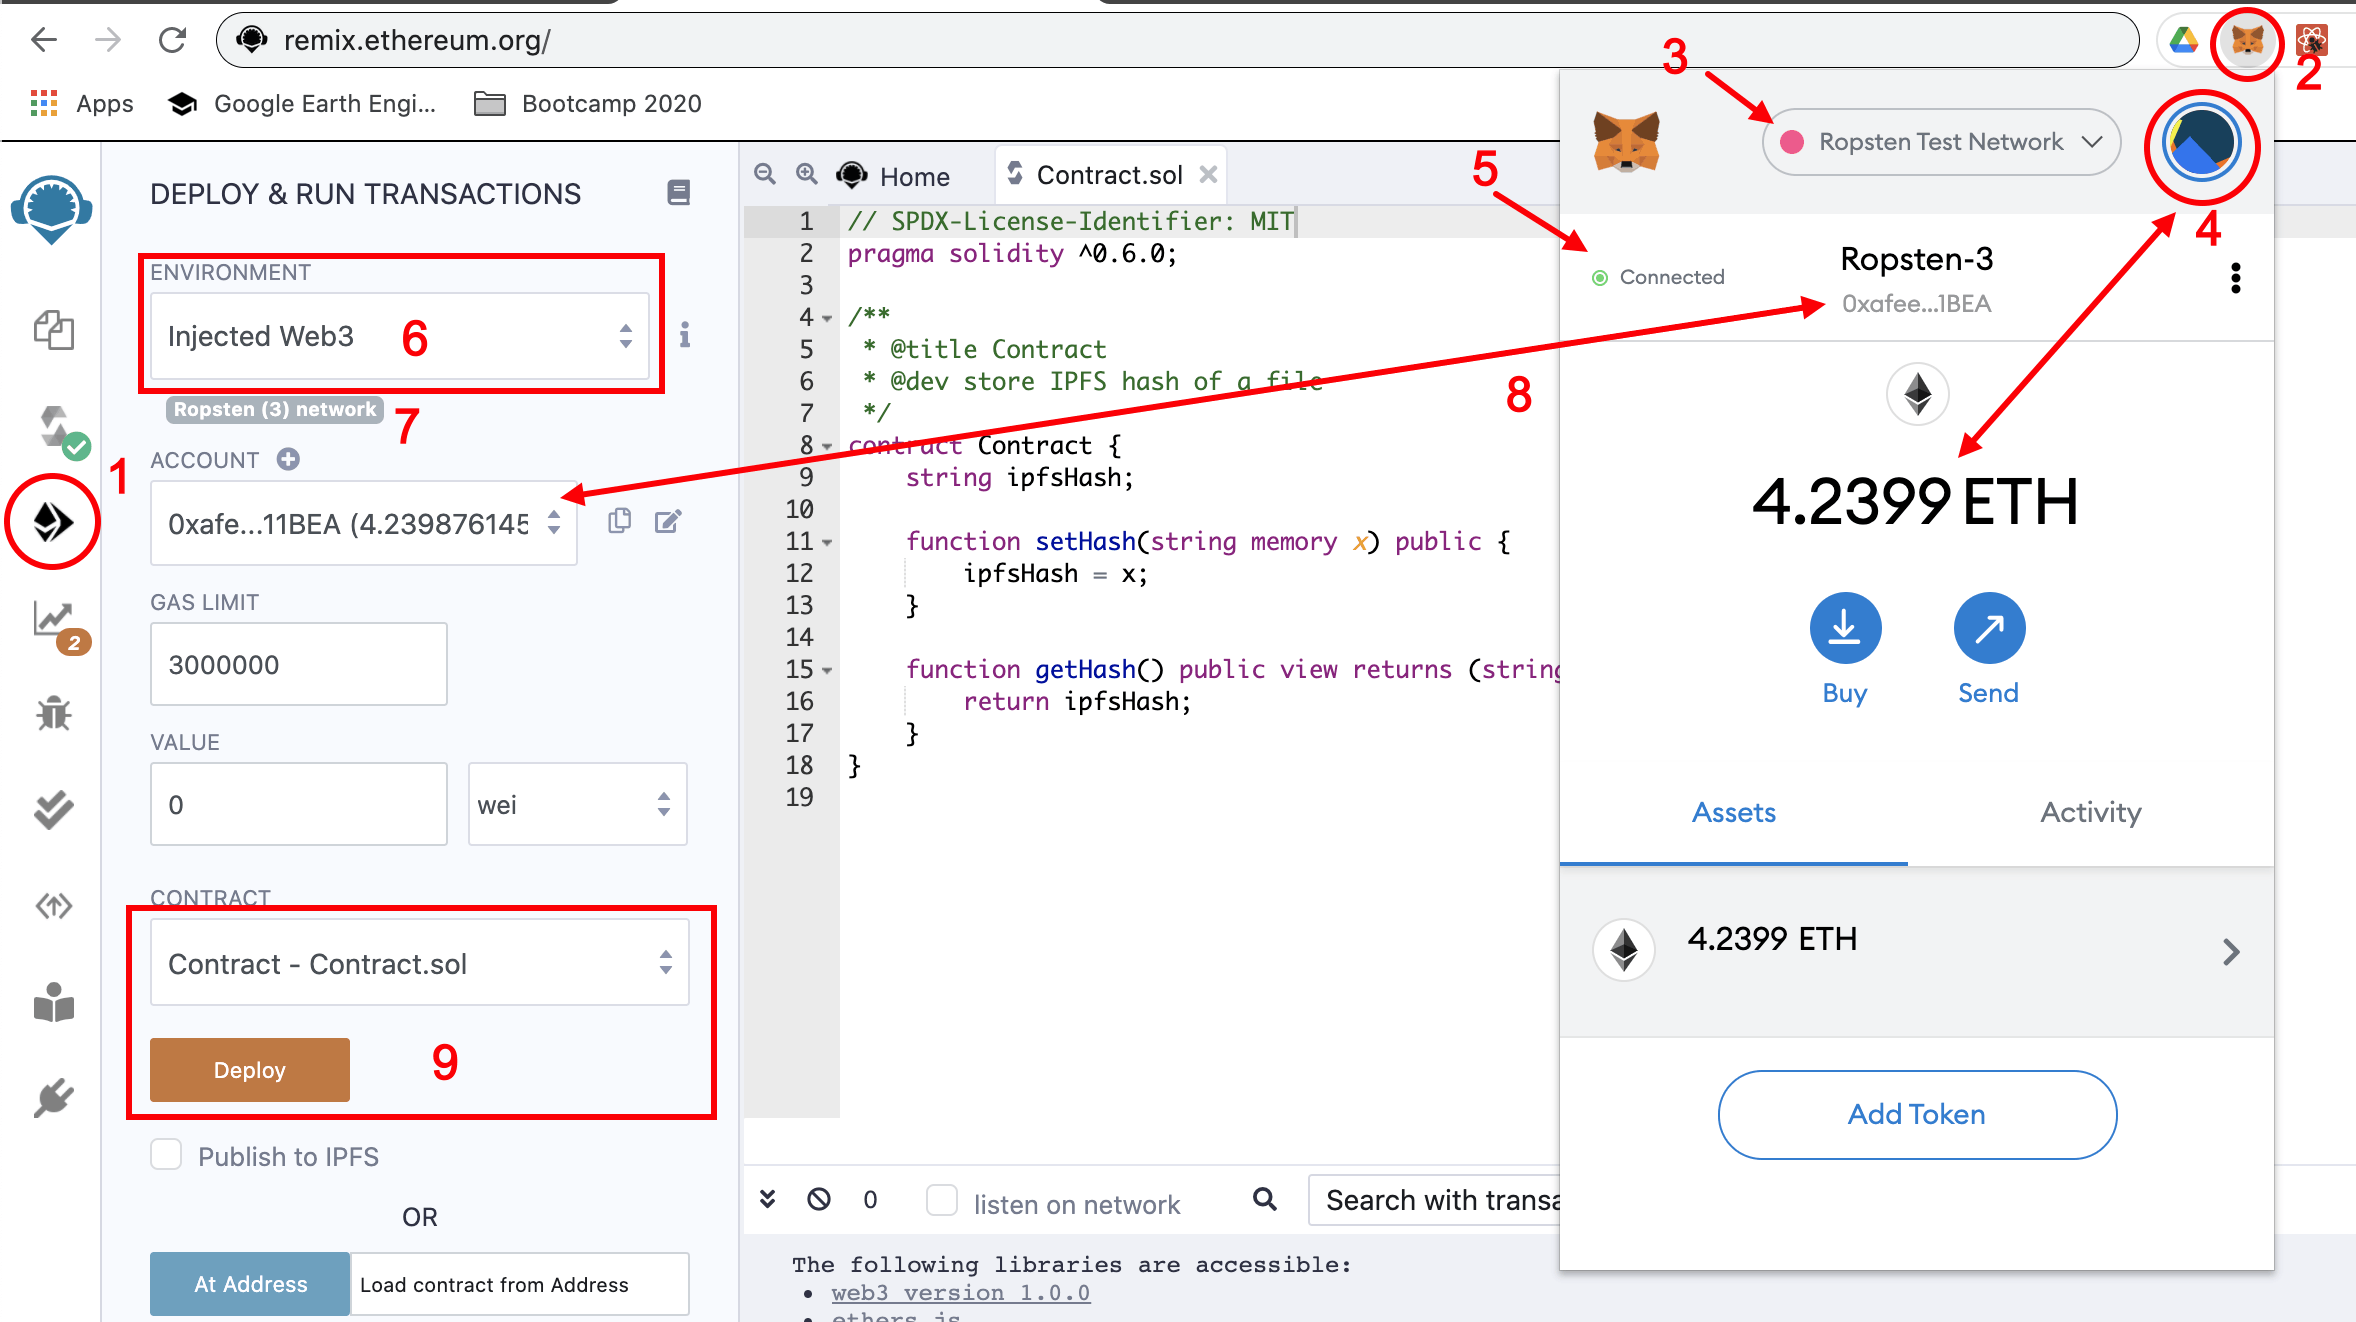 remix.ethereum.org/
Apps
Google Earth Engi...
Bootcamp 2020
2
DEPLOY & RUN TRANSACTIONS
ENVIRONMENT
Injected Web3
6
Ropsten (3) network
7
ACCOUNT
1
0xafe...11BEA (4.239876145
GAS LIMIT
3000000
2
VALUE
0
wei
CONTRACT
Contract - Contract.sol
Deploy
9
Publish to IPFS
OR
At Address
Load contract from Address
Home
Contract.sol
1 // SPDX-License-Identifier: MIT
2 pragma solidity ^0.6.0;
3
4 /**
5 * @title Contract
6 * @dev store IPFS hash of a file
7 */
8 contract Contract {
9 string ipfsHash;
10
11 function setHash(string memory x) public {
12 ipfsHash = x;
13 }
14
15 function getHash() public view returns (string
16 return ipfsHash;
17 }
18 }
19
0
listen on network
Search with transa
The following libraries are accessible:
web3 version 1.0.0
ethers.js
3
Ropsten Test Network
5
4
Connected
Ropsten-3
0xafee...1BEA
8
4.2399 ETH
Buy
Send
Assets
Activity
4.2399 ETH
Add Token